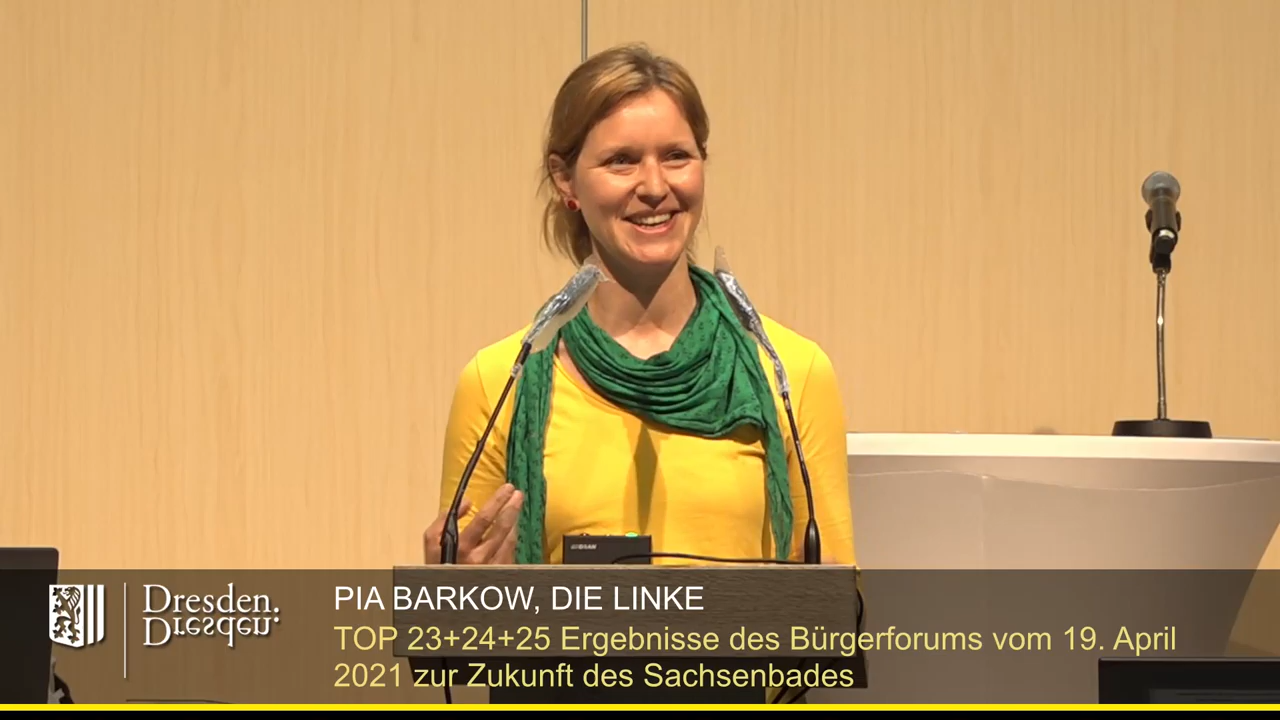 Dresden.
Dresden.
PIA BARKOW, DIE LINKE
TOP 23+24+25 Ergebnisse des Bürgerforums vom 19. April
2021 zur Zukunft des Sachsenbades